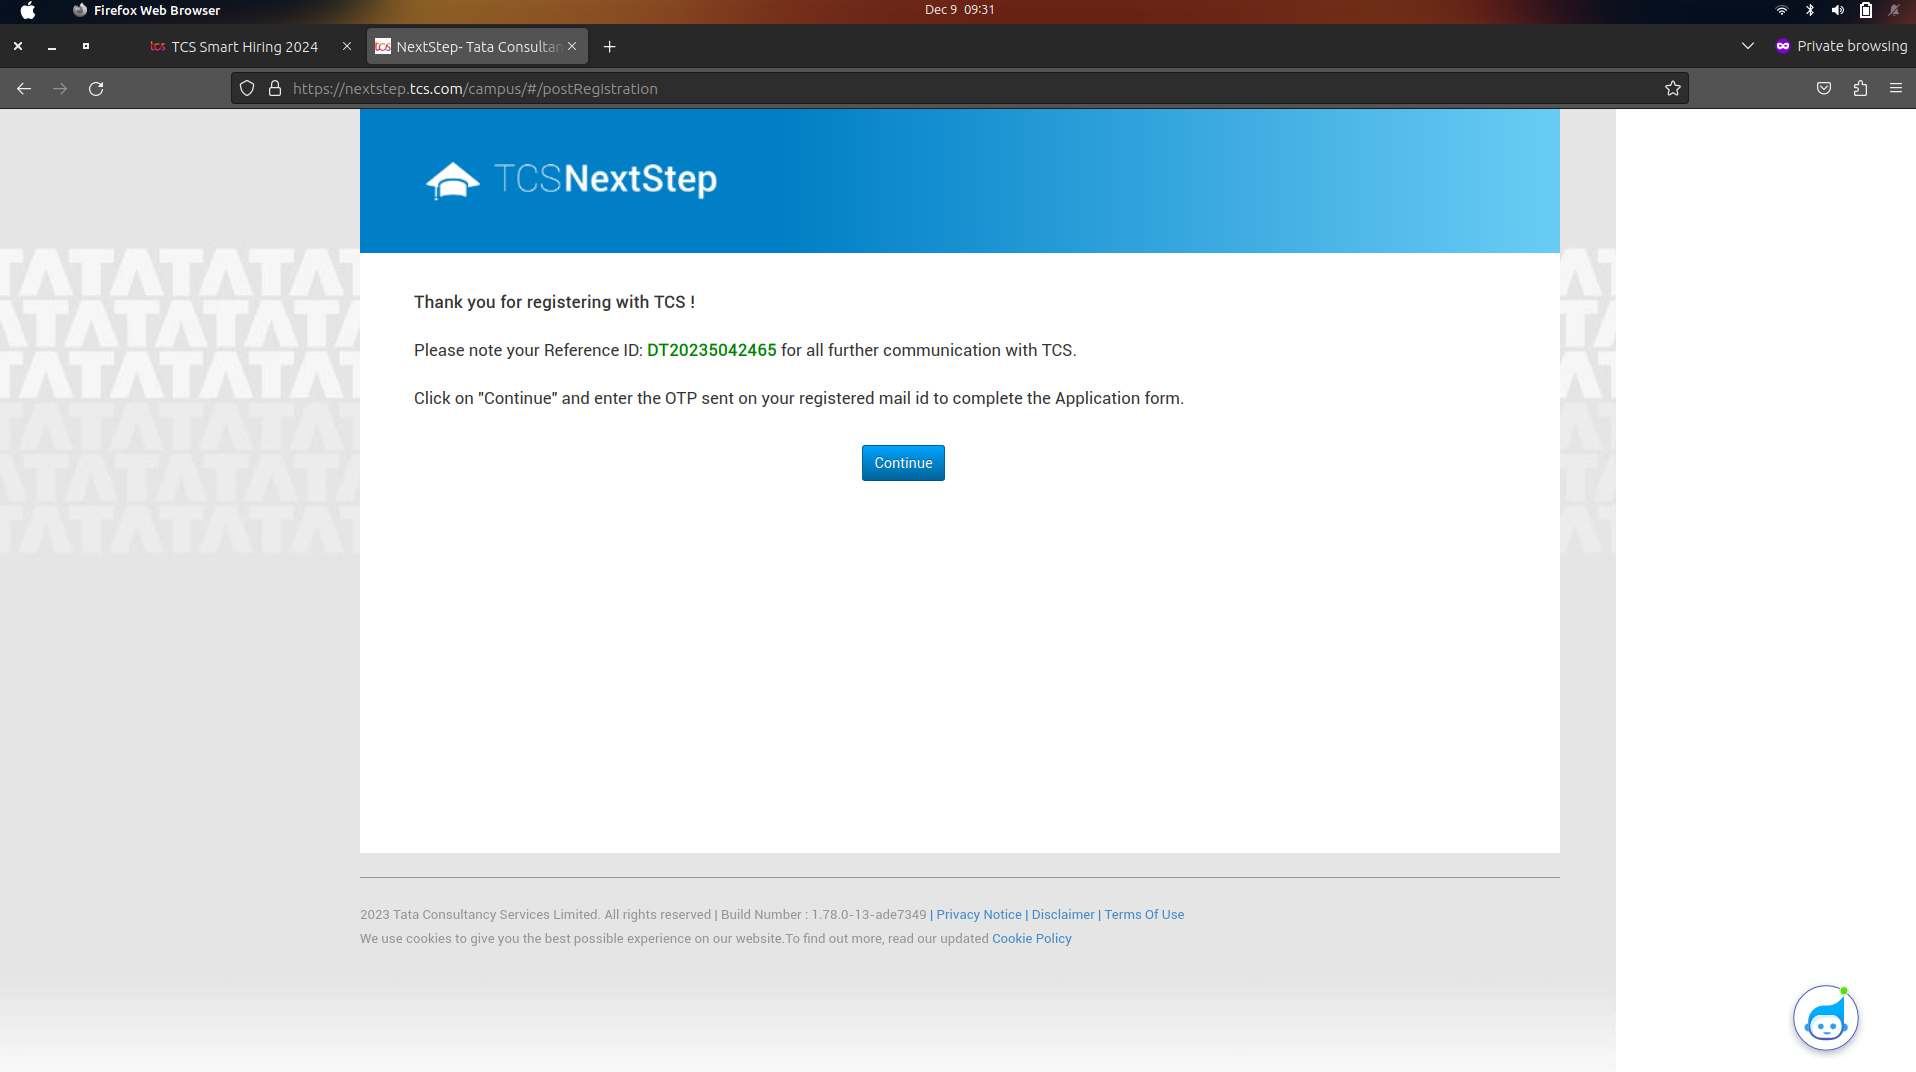 Firefox Web Browser
Dec 9 09:31
tcs TCS Smart Hiring 2024
tcs NextStep- Tata Consultan
Private browsing
https://nextstep.tcs.com/campus/#/postRegistration
TCSNextStep
Thank you for registering with TCS !
Please note your Reference ID: DT20235042465 for all further communication with TCS.
Click on "Continue" and enter the OTP sent on your registered mail id to complete the Application form.
Continue
2023 Tata Consultancy Services Limited. All rights reserved | Build Number : 1.78.0-13-ade7349 | Privacy Notice | Disclaimer | Terms Of Use
We use cookies to give you the best possible experience on our website.To find out more, read our updated Cookie Policy